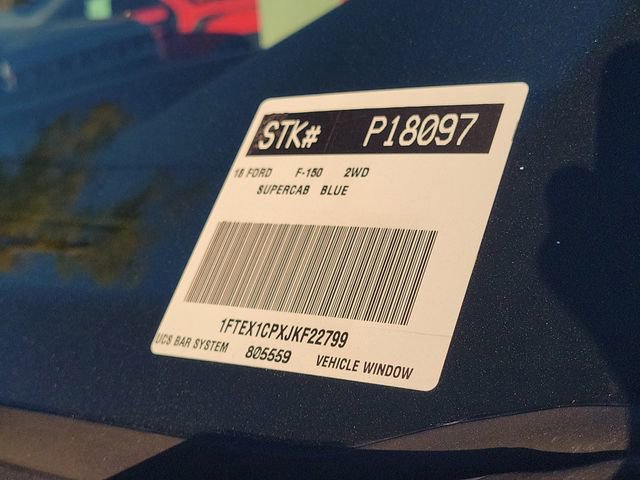 STK# P18097
18 FORD F-150 2WD
SUPERCAB BLUE
1FTEX1CPXJKF22799
UCS BAR SYSTEM 805559 VEHICLE WINDOW